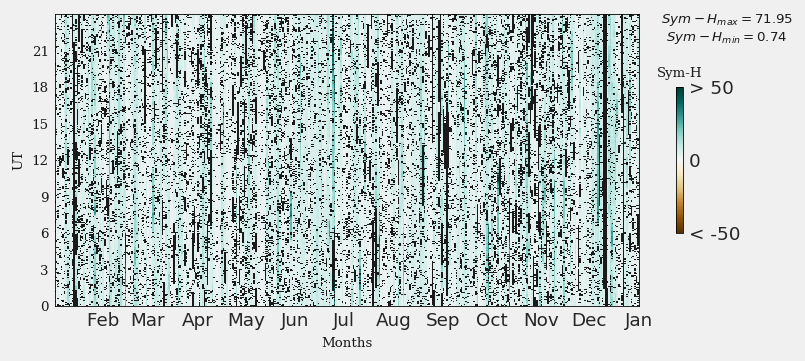 Sym − H_max = 71.95
Sym − H_min = 0.74
Sym-H
> 50
0
< -50
21
18
15
12
9
6
3
0
UT
Feb Mar Apr May Jun Jul Aug Sep Oct Nov Dec Jan
Months